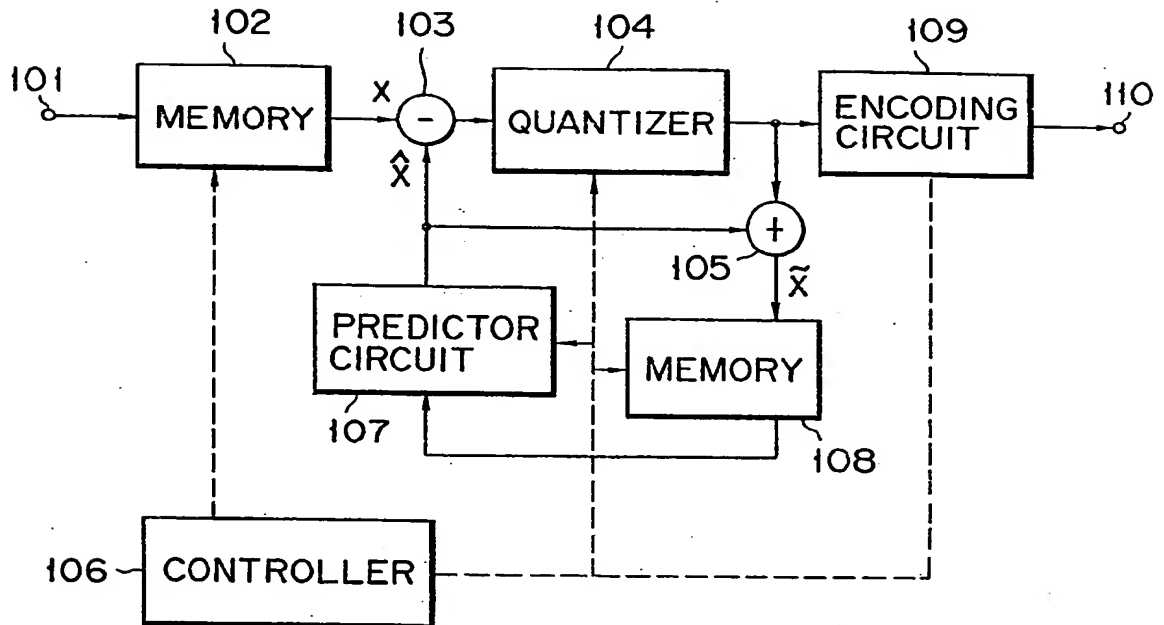 102
103
104
109
101
MEMORY
X
-
QUANTIZER
ENCODING
CIRCUIT
110
X̂
+
105
X̃
PREDICTOR
CIRCUIT
MEMORY
107
108
106
CONTROLLER